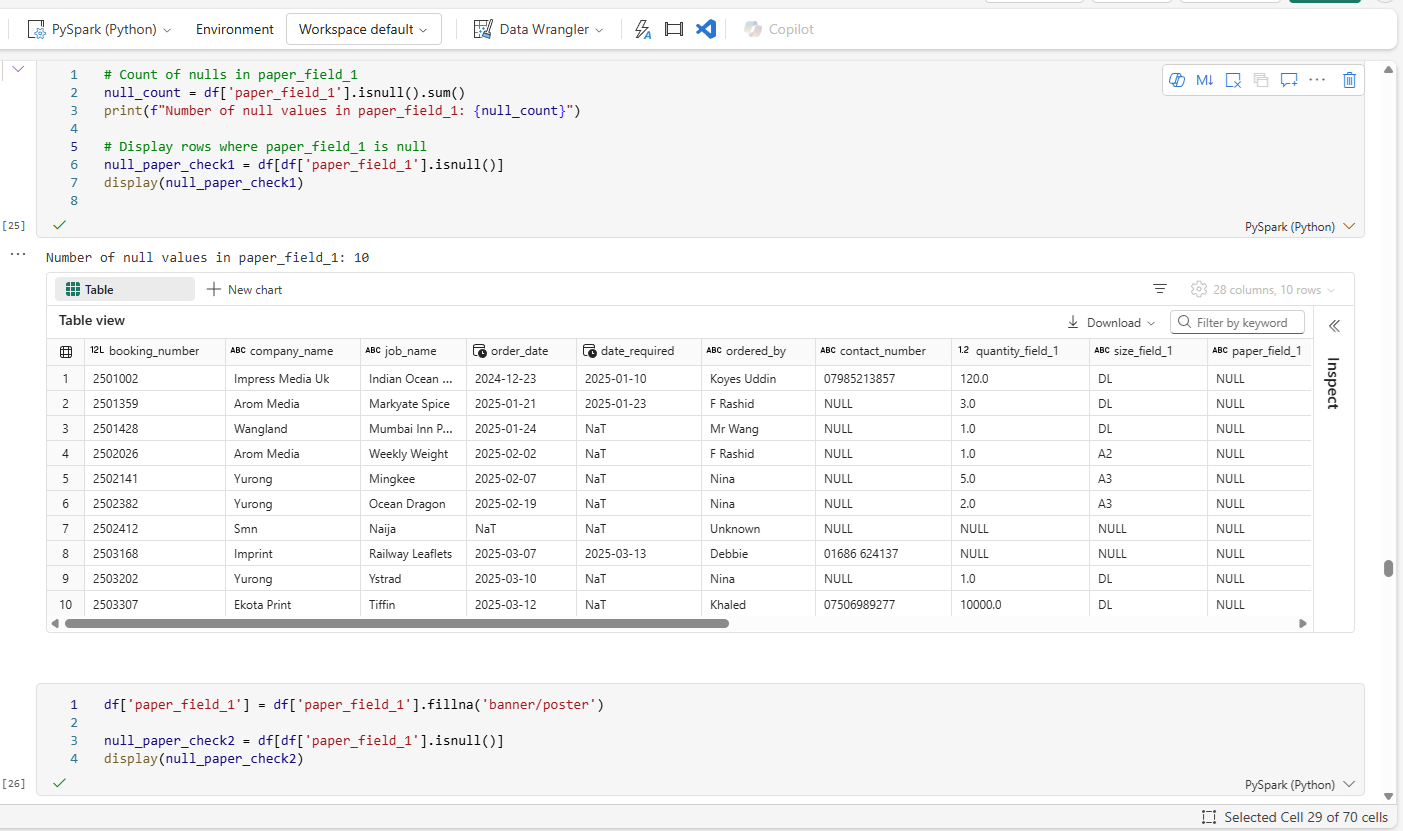 PySpark (Python) Environment Workspace default Data Wrangler Copilot
1 # Count of nulls in paper_field_1
2 null_count = df['paper_field_1'].isnull().sum()
3 print(f"Number of null values in paper_field_1: {null_count}")
4
5 # Display rows where paper_field_1 is null
6 null_paper_check1 = df[df['paper_field_1'].isnull()]
7 display(null_paper_check1)
8
[25] PySpark (Python)
Number of null values in paper_field_1: 10
Table New chart 28 columns, 10 rows
Table view Download Filter by keyword
12L booking_number ABC company_name ABC job_name order_date date_required ABC ordered_by ABC contact_number 1.2 quantity_field_1 ABC size_field_1 ABC paper_field_1
1 2501002 Impress Media Uk Indian Ocean ... 2024-12-23 2025-01-10 Koyes Uddin 07985213857 120.0 DL NULL
2 2501359 Arom Media Markyate Spice 2025-01-21 2025-01-23 F Rashid NULL 3.0 DL NULL
3 2501428 Wangland Mumbai Inn P... 2025-01-24 NaT Mr Wang NULL 1.0 DL NULL
4 2502026 Arom Media Weekly Weight 2025-02-02 NaT F Rashid NULL 1.0 A2 NULL
5 2502141 Yurong Mingkee 2025-02-07 NaT Nina NULL 5.0 A3 NULL
6 2502382 Yurong Ocean Dragon 2025-02-19 NaT Nina NULL 2.0 A3 NULL
7 2502412 Smn Naija NaT NaT Unknown NULL NULL NULL NULL
8 2503168 Imprint Railway Leaflets 2025-03-07 2025-03-13 Debbie 01686 624137 NULL NULL NULL
9 2503202 Yurong Ystrad 2025-03-10 NaT Nina NULL 1.0 DL NULL
10 2503307 Ekota Print Tiffin 2025-03-12 NaT Khaled 07506989277 10000.0 DL NULL
Inspect
1 df['paper_field_1'] = df['paper_field_1'].fillna('banner/poster')
2
3 null_paper_check2 = df[df['paper_field_1'].isnull()]
4 display(null_paper_check2)
[26] PySpark (Python)
Selected Cell 29 of 70 cells